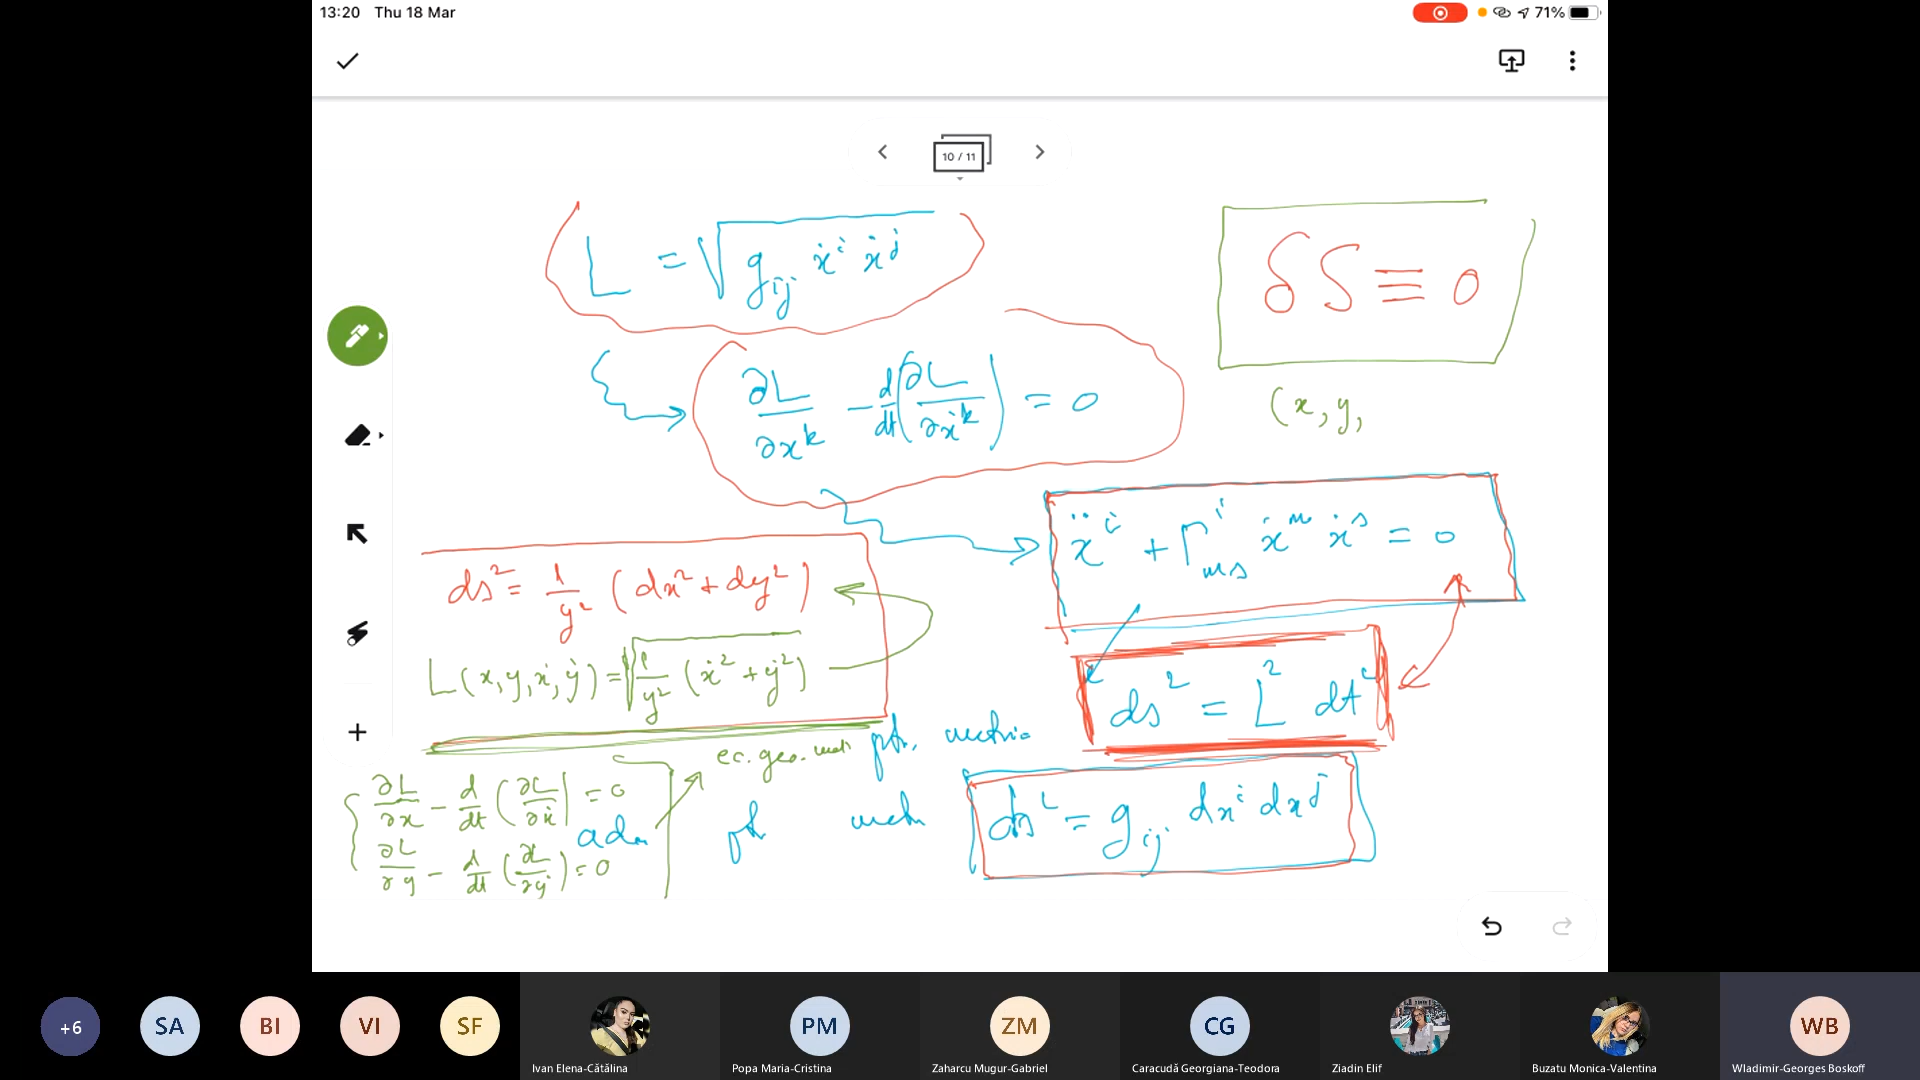 13:20 Thu 18 Mar
71%
10 / 11
L = √(g_ij ẋ^i ẋ^j)
δS ≡ 0
∂L/∂x^k − d/dt (∂L/∂ẋ^k) = 0
(x, y,
ẍ^i + Γ^i_ms ẋ^m ẋ^s = 0
ds² = 1/y² (dx² + dy²)
L(x, y, ẋ, ẏ) = √(1/y² (ẋ² + ẏ²))
ds² = L² dt²
ptr. metrica
ec. geo.
∂L/∂x − d/dt (∂L/∂ẋ) = 0
∂L/∂y − d/dt (∂L/∂ẏ) = 0
ds² = g_ij dx^i dx^j
+6
SA
BI
VI
SF
PM
ZM
CG
WB
Ivan Elena-Cătălina
Popa Maria-Cristina
Zaharcu Mugur-Gabriel
Caracudă Georgiana-Teodora
Ziadin Elif
Buzatu Monica-Valentina
Wladimir-Georges Boskoff